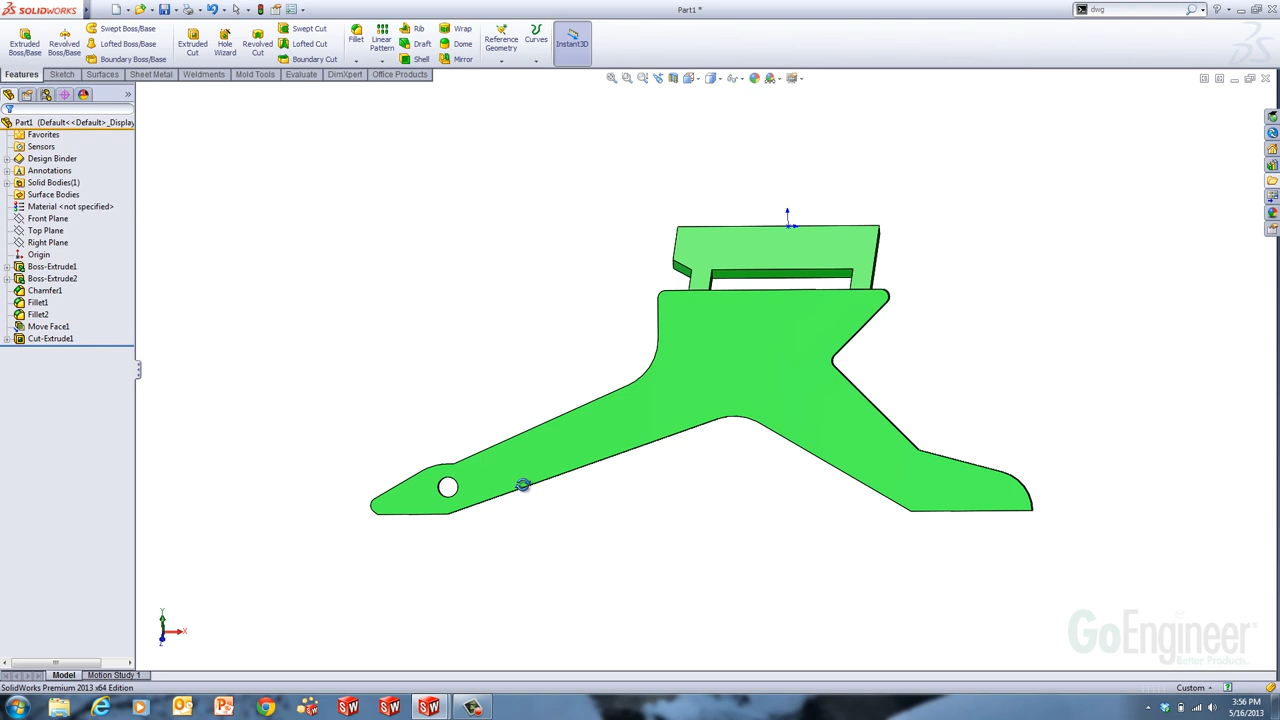 SOLIDWORKS
Part1 *
dwg
Extruded Boss/Base
Revolved Boss/Base
Swept Boss/Base
Lofted Boss/Base
Boundary Boss/Base
Extruded Cut
Hole Wizard
Revolved Cut
Swept Cut
Lofted Cut
Boundary Cut
Fillet
Linear Pattern
Rib
Draft
Shell
Wrap
Dome
Mirror
Reference Geometry
Curves
Instant3D
Features
Sketch
Surfaces
Sheet Metal
Weldments
Mold Tools
Evaluate
DimXpert
Office Products
Part1 (Default<<Default>_Display
Favorites
Sensors
Design Binder
Annotations
Solid Bodies(1)
Surface Bodies
Material <not specified>
Front Plane
Top Plane
Right Plane
Origin
Boss-Extrude1
Boss-Extrude2
Chamfer1
Fillet1
Fillet2
Move Face1
Cut-Extrude1
Y
X
Z
GoEngineer
Better Products.
Model
Motion Study 1
SolidWorks Premium 2013 x64 Edition
Custom
3:56 PM
5/16/2013